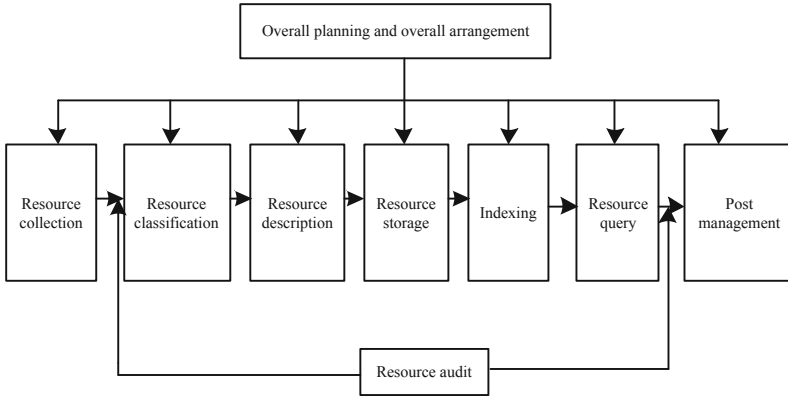 Overall planning and overall arrangement
Resource
collection
Resource
classification
Resource
description
Resource
storage
Indexing
Resource
query
Post
management
Resource audit